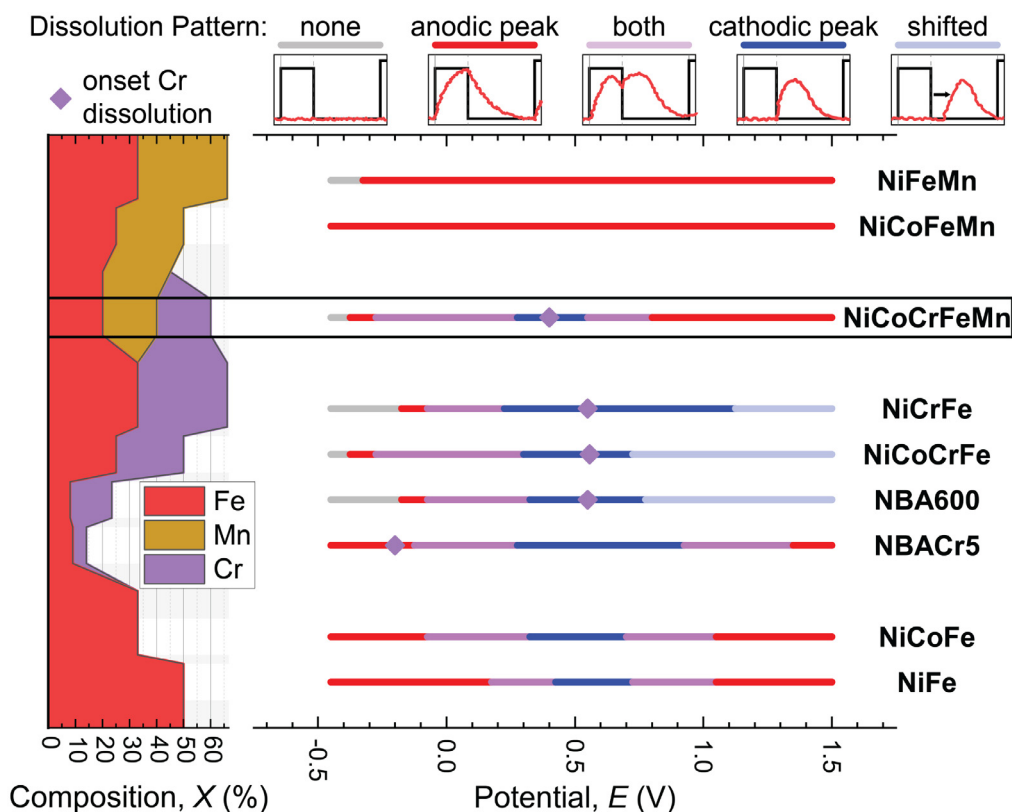 Dissolution Pattern: none anodic peak both cathodic peak shifted
onset Cr
dissolution
NiFeMn
NiCoFeMn
NiCoCrFeMn
NiCrFe
NiCoCrFe
NBA600
NBACr5
NiCoFe
NiFe
Fe
Mn
Cr
0 10 20 30 40 50 60
-0.5 0.0 0.5 1.0 1.5
Composition, X (%)
Potential, E (V)